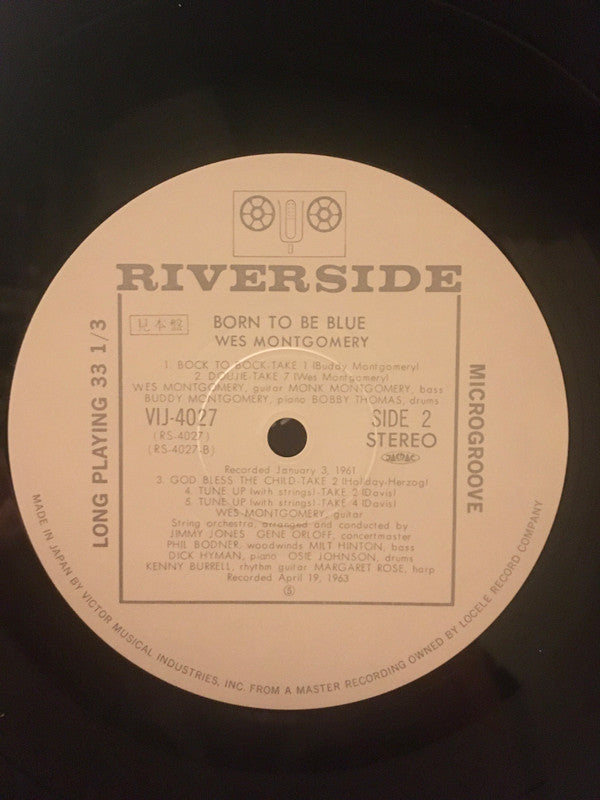 RIVERSIDE
見本盤
BORN TO BE BLUE
WES MONTGOMERY
1. BOCK TO BOCK-TAKE 1 (Buddy Montgomery)
2. DOUJIE-TAKE 7 (Wes Montgomery)
WES MONTGOMERY, guitar MONK MONTGOMERY, bass
BUDDY MONTGOMERY, piano BOBBY THOMAS, drums
VIJ-4027
(RS-4027)
(RS-4027-B)
SIDE 2
STEREO
Recorded January 3, 1961
3. GOD BLESS THE CHILD-TAKE 2 (Holiday-Herzog)
4. TUNE UP (with strings)-TAKE 2 (Davis)
5. TUNE UP (with strings)-TAKE 4 (Davis)
WES MONTGOMERY, guitar
String orchestra, arranged and conducted by
JIMMY JONES GENE ORLOFF, concertmaster
PHIL BODNER, woodwinds MILT HINTON, bass
DICK HYMAN, piano OSIE JOHNSON, drums
KENNY BURRELL, rhythm guitar MARGARET ROSE, harp
Recorded April 19, 1963
Ⓢ
LONG PLAYING 33 1/3
MICROGROOVE
MADE IN JAPAN BY VICTOR MUSICAL INDUSTRIES, INC. FROM A MASTER RECORDING OWNED BY LOCELE RECORD COMPANY